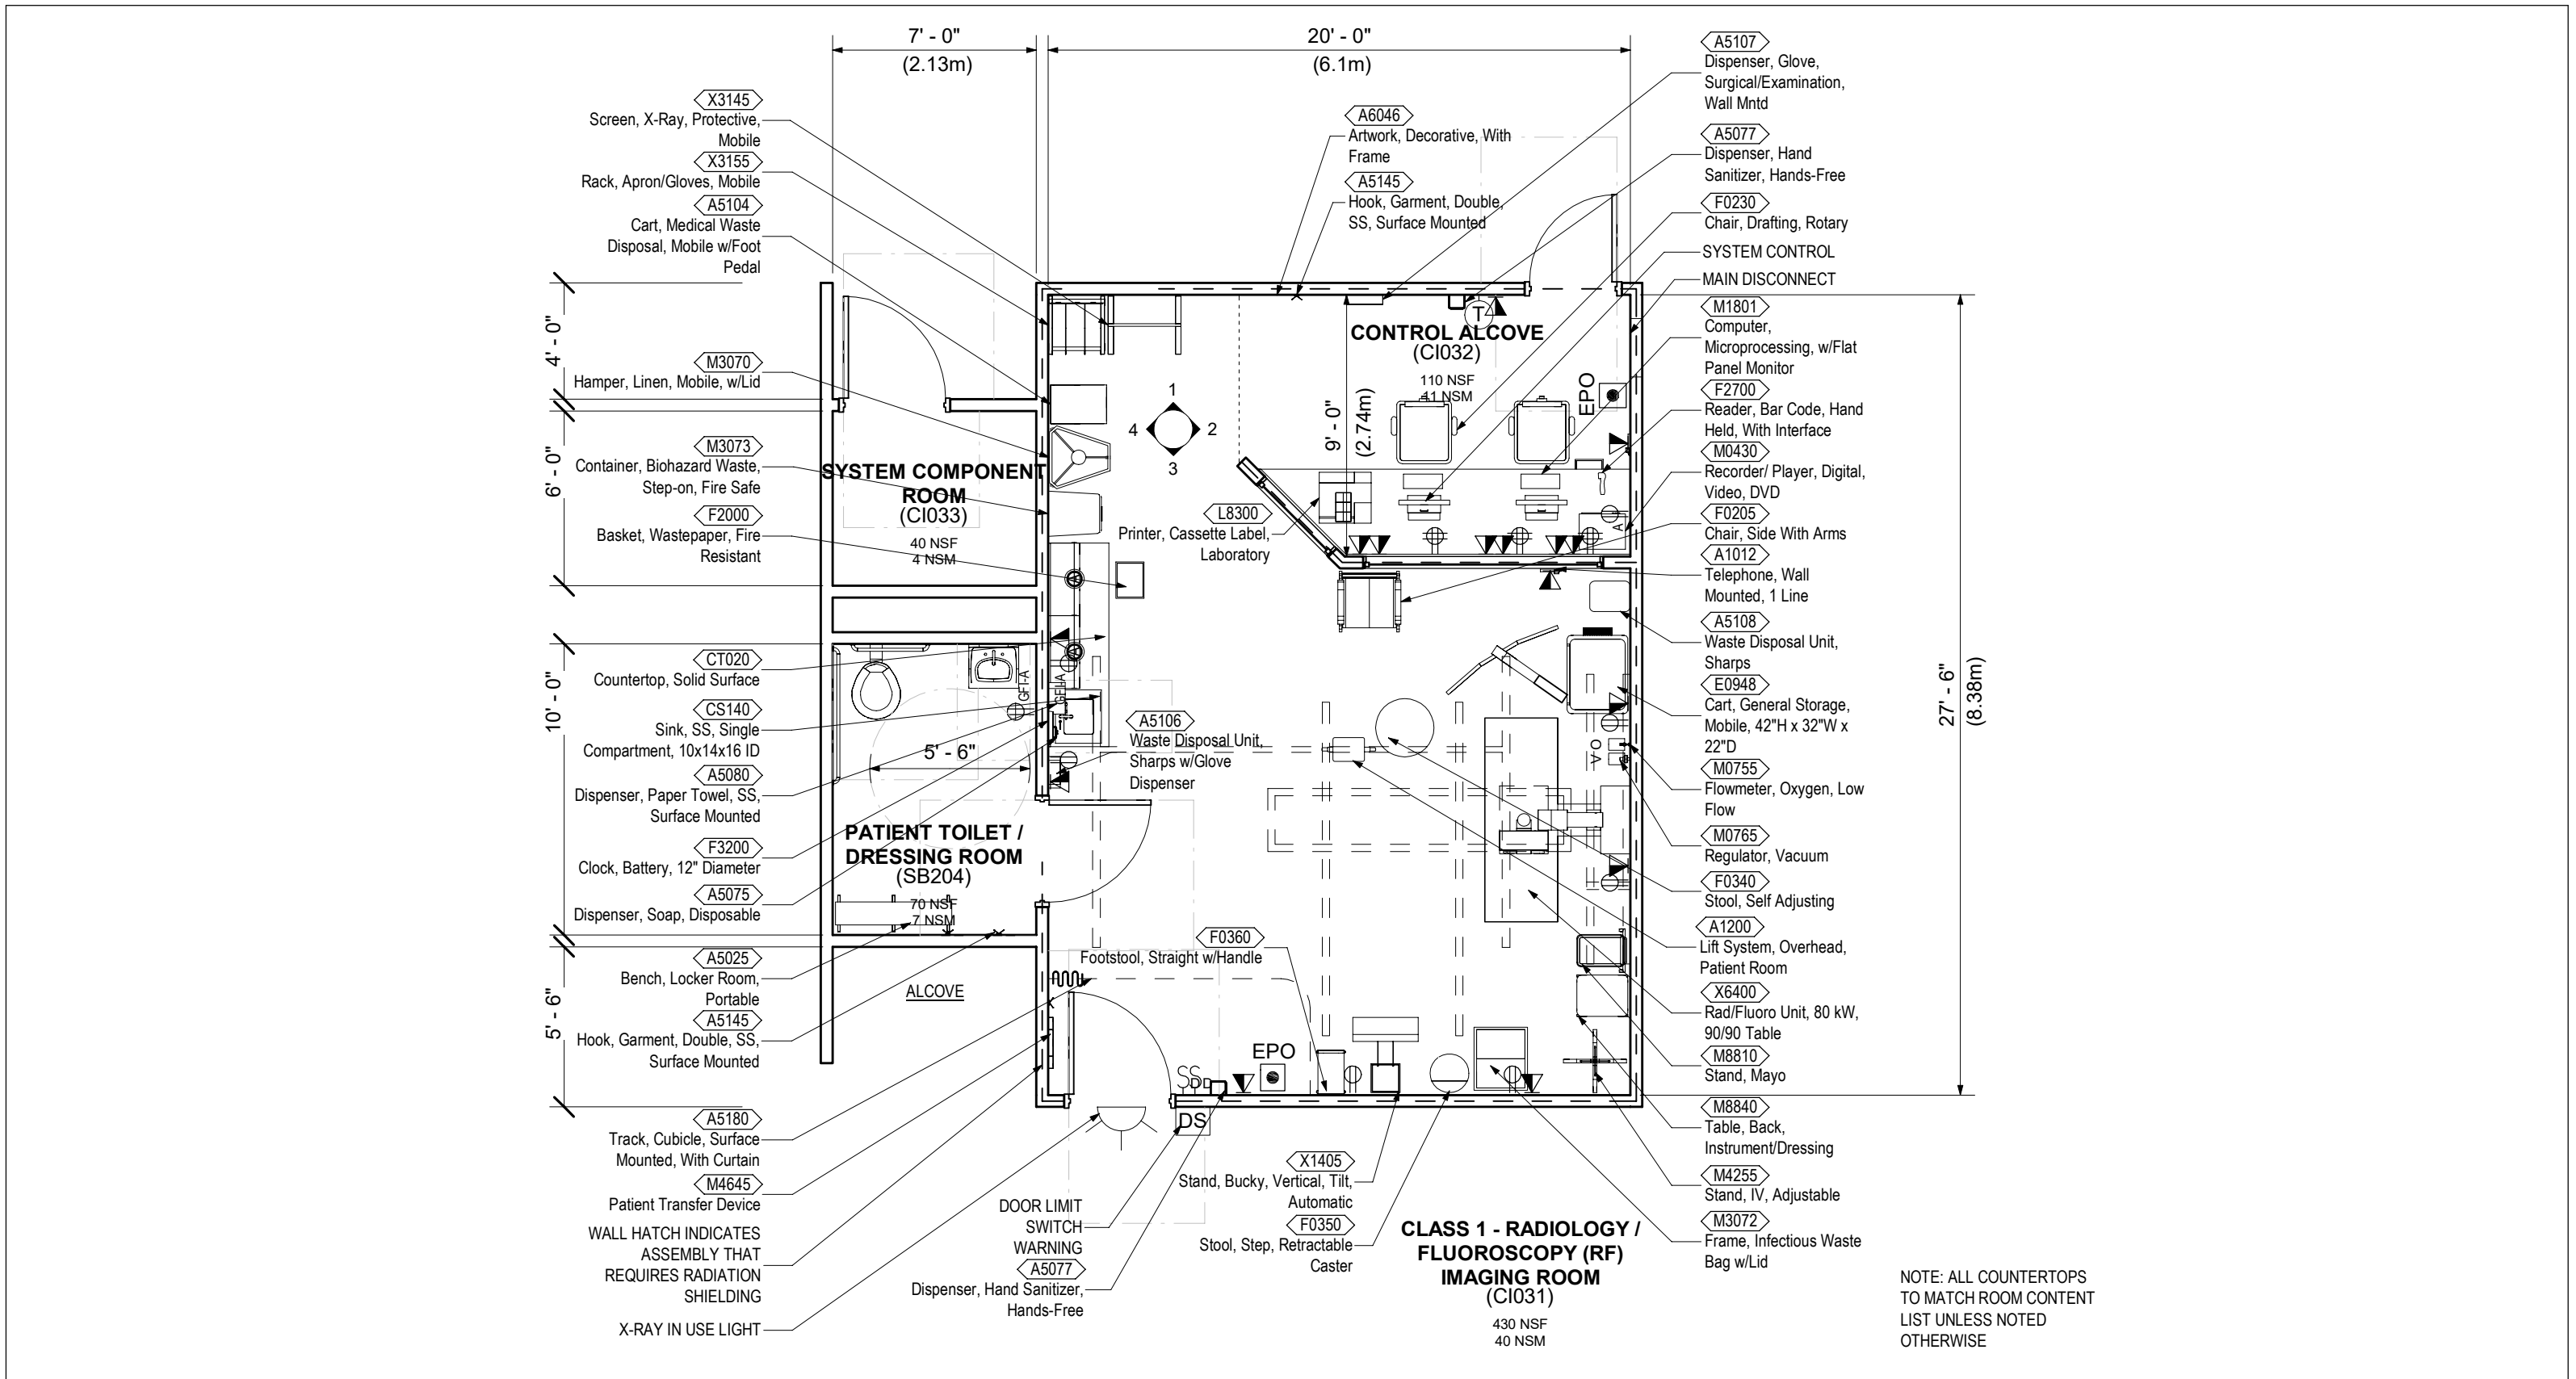 7' - 0"
(2.13m)
20' - 0"
(6.1m)
X3145
Screen, X-Ray, Protective,
Mobile
X3155
Rack, Apron/Gloves, Mobile
A5104
Cart, Medical Waste
Disposal, Mobile w/Foot
Pedal
M3070
Hamper, Linen, Mobile, w/Lid
M3073
Container, Biohazard Waste,
Step-on, Fire Safe
F2000
Basket, Wastepaper, Fire
Resistant
CT020
Countertop, Solid Surface
CS140
Sink, SS, Single
Compartment, 10x14x16 ID
A5080
Dispenser, Paper Towel, SS,
Surface Mounted
F3200
Clock, Battery, 12" Diameter
A5075
Dispenser, Soap, Disposable
A5025
Bench, Locker Room,
Portable
A5145
Hook, Garment, Double, SS,
Surface Mounted
A5180
Track, Cubicle, Surface
Mounted, With Curtain
M4645
Patient Transfer Device
WALL HATCH INDICATES
ASSEMBLY THAT
REQUIRES RADIATION
SHIELDING
X-RAY IN USE LIGHT
4' - 0"
6' - 0"
10' - 0"
5' - 6"
SYSTEM COMPONENT
ROOM
(CI033)
40 NSF
4 NSM
GFI-A
GFI-A
5' - 6"
PATIENT TOILET /
DRESSING ROOM
(SB204)
70 NSF
7 NSM
ALCOVE
A6046
Artwork, Decorative, With
Frame
A5145
Hook, Garment, Double,
SS, Surface Mounted
T
CONTROL ALCOVE
(CI032)
110 NSF
11 NSM
EPO
9' - 0"
(2.74m)
1
4
2
3
L8300
Printer, Cassette Label,
Laboratory
A
A
A
A5106
Waste Disposal Unit,
Sharps w/Glove
Dispenser
O
V A
F0360
Footstool, Straight w/Handle
EPO
SS
DD
DS
DOOR LIMIT
SWITCH
WARNING
A5077
Dispenser, Hand Sanitizer,
Hands-Free
X1405
Stand, Bucky, Vertical, Tilt,
Automatic
F0350
Stool, Step, Retractable
Caster
CLASS 1 - RADIOLOGY /
FLUOROSCOPY (RF)
IMAGING ROOM
(CI031)
430 NSF
40 NSM
A5107
Dispenser, Glove,
Surgical/Examination,
Wall Mntd
A5077
Dispenser, Hand
Sanitizer, Hands-Free
F0230
Chair, Drafting, Rotary
SYSTEM CONTROL
MAIN DISCONNECT
M1801
Computer,
Microprocessing, w/Flat
Panel Monitor
F2700
Reader, Bar Code, Hand
Held, With Interface
M0430
Recorder/ Player, Digital,
Video, DVD
F0205
Chair, Side With Arms
A1012
Telephone, Wall
Mounted, 1 Line
A5108
Waste Disposal Unit,
Sharps
E0948
Cart, General Storage,
Mobile, 42"H x 32"W x
22"D
M0755
Flowmeter, Oxygen, Low
Flow
M0765
Regulator, Vacuum
F0340
Stool, Self Adjusting
A1200
Lift System, Overhead,
Patient Room
X6400
Rad/Fluoro Unit, 80 kW,
90/90 Table
M8810
Stand, Mayo
M8840
Table, Back,
Instrument/Dressing
M4255
Stand, IV, Adjustable
M3072
Frame, Infectious Waste
Bag w/Lid
27' - 6"
(8.38m)
NOTE: ALL COUNTERTOPS
TO MATCH ROOM CONTENT
LIST UNLESS NOTED
OTHERWISE